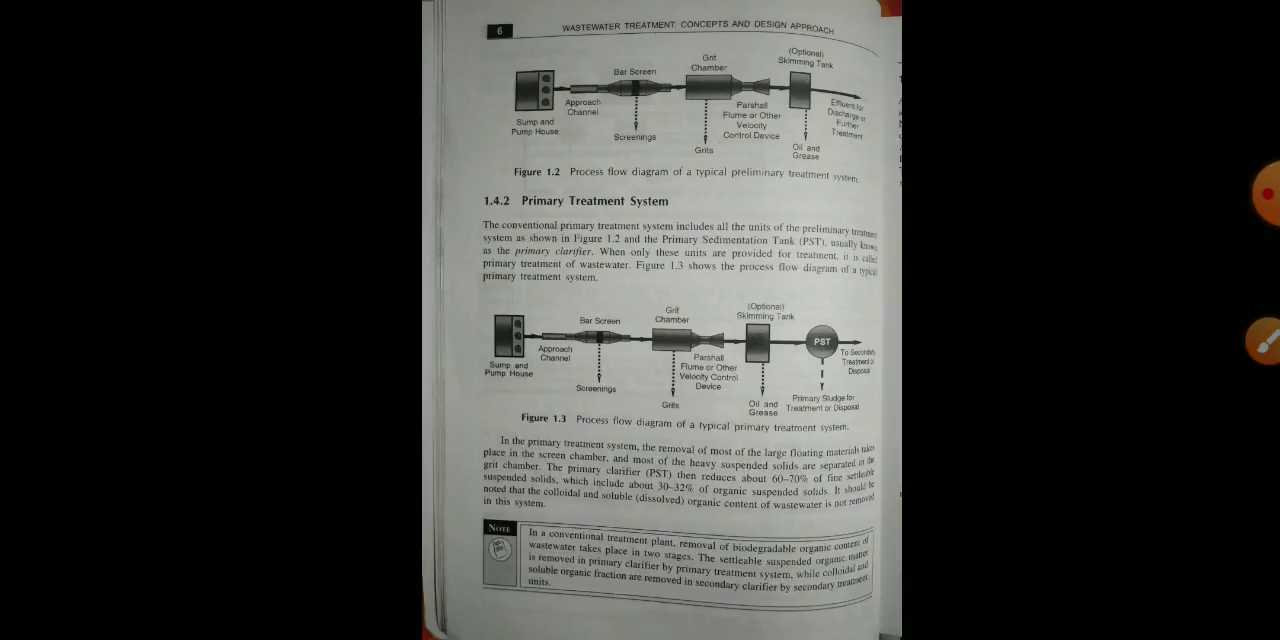 6
WASTEWATER TREATMENT: CONCEPTS AND DESIGN APPROACH
(Optional)
Skimming Tank
Grit
Chamber
Bar Screen
Approach
Channel
Sump and
Pump House
Screenings
Grits
Parshall
Flume or Other
Velocity
Control Device
Oil and
Grease
Effluent for
Discharge or
Further
Treatment
Figure 1.2 Process flow diagram of a typical preliminary treatment system.
1.4.2 Primary Treatment System
The conventional primary treatment system includes all the units of the preliminary treatment
system as shown in Figure 1.2 and the Primary Sedimentation Tank (PST), usually known
as the primary clarifier. When only these units are provided for treatment, it is called
primary treatment of wastewater. Figure 1.3 shows the process flow diagram of a typical
primary treatment system.
(Optional)
Skimming Tank
Grit
Chamber
Bar Screen
PST
Approach
Channel
Sump and
Pump House
Screenings
Grits
Parshall
Flume or Other
Velocity Control
Device
Oil and
Grease
To Secondary
Treatment or
Disposal
Primary Sludge for
Treatment or Disposal
Figure 1.3 Process flow diagram of a typical primary treatment system.
In the primary treatment system, the removal of most of the large floating materials takes
place in the screen chamber, and most of the heavy suspended solids are separated in the
grit chamber. The primary clarifier (PST) then reduces about 60–70% of fine settleable
suspended solids, which include about 30–32% of organic suspended solids. It should be
noted that the colloidal and soluble (dissolved) organic content of wastewater is not removed
in this system.
NOTE
In a conventional treatment plant, removal of biodegradable organic content of
wastewater takes place in two stages. The settleable suspended organic matter
is removed in primary clarifier by primary treatment system, while colloidal and
soluble organic fraction are removed in secondary clarifier by secondary treatment
units.